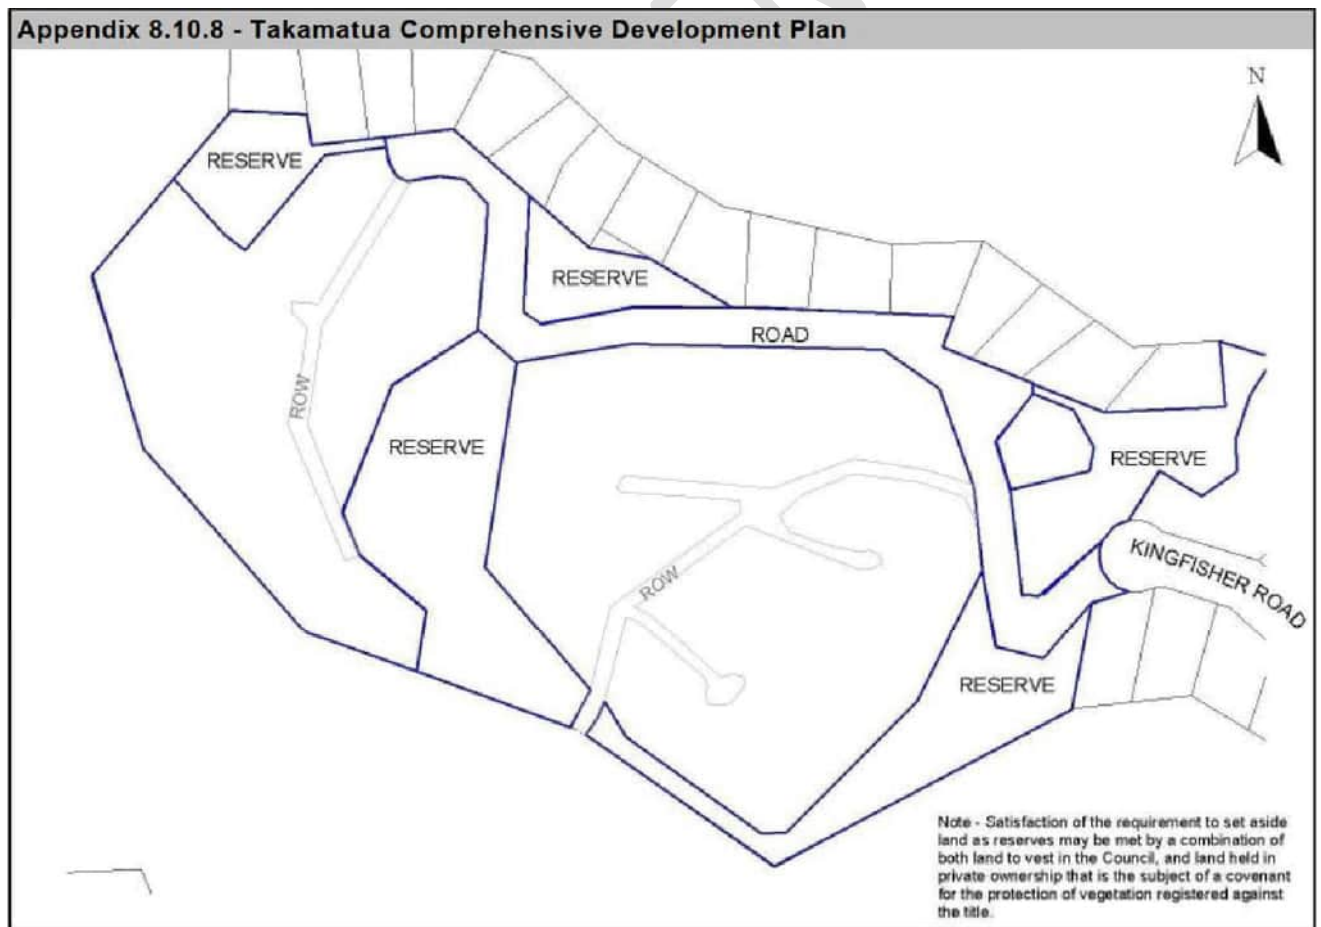 Appendix 8.10.8 - Takamatua Comprehensive Development Plan
N
RESERVE
RESERVE
ROAD
ROW
RESERVE
RESERVE
KINGFISHER ROAD
ROW
RESERVE
Note - Satisfaction of the requirement to set aside
land as reserves may be met by a combination of
both land to vest in the Council, and land held in
private ownership that is the subject of a covenant
for the protection of vegetation registered against
the title.